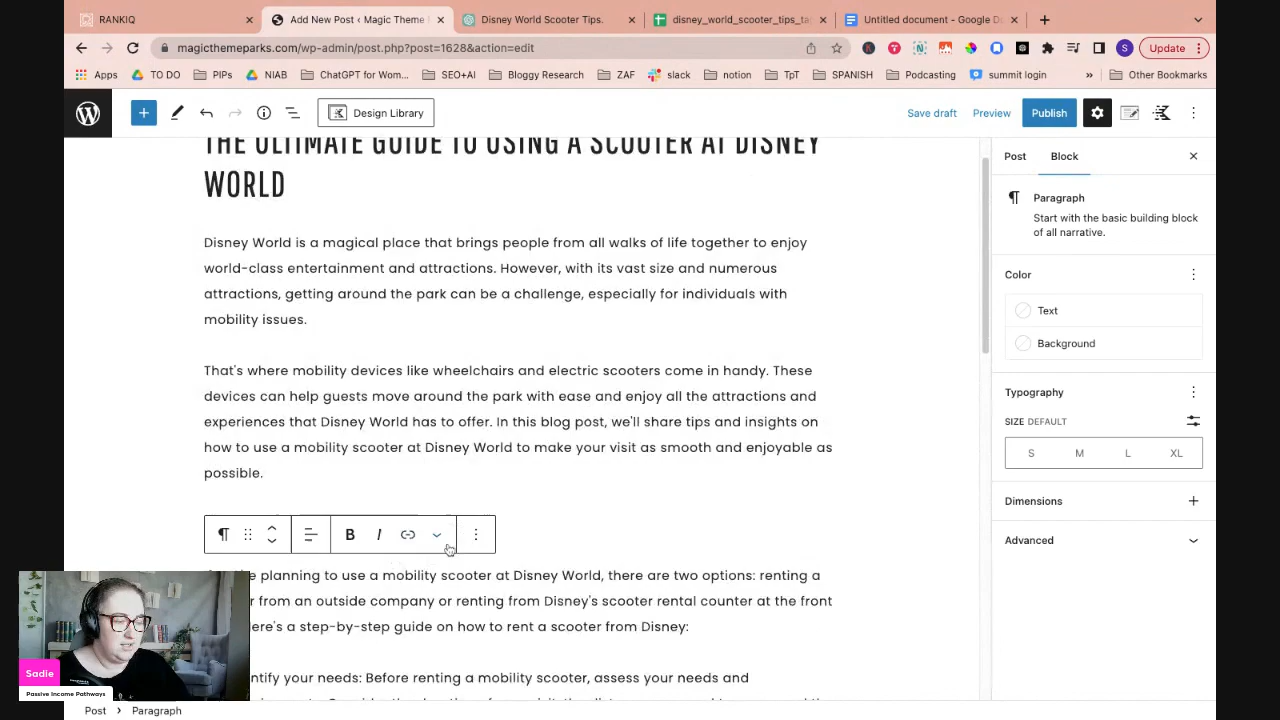 RANKIQ
Add New Post ‹ Magic Theme
Disney World Scooter Tips.
disney_world_scooter_tips_ta
Untitled document - Google D
magicthemeparks.com/wp-admin/post.php?post=1628&action=edit
S
Update
Apps
TO DO
PIPs
NIAB
ChatGPT for Wom...
SEO+AI
Bloggy Research
ZAF
slack
notion
TpT
SPANISH
Podcasting
summit login
»
Other Bookmarks
Design Library
Save draft
Preview
Publish
THE ULTIMATE GUIDE TO USING A SCOOTER AT DISNEY
WORLD
Disney World is a magical place that brings people from all walks of life together to enjoy
world-class entertainment and attractions. However, with its vast size and numerous
attractions, getting around the park can be a challenge, especially for individuals with
mobility issues.
That's where mobility devices like wheelchairs and electric scooters come in handy. These
devices can help guests move around the park with ease and enjoy all the attractions and
experiences that Disney World has to offer. In this blog post, we'll share tips and insights on
how to use a mobility scooter at Disney World to make your visit as smooth and enjoyable as
possible.
B I
planning to use a mobility scooter at Disney World, there are two options: renting a
from an outside company or renting from Disney's scooter rental counter at the front
ere's a step-by-step guide on how to rent a scooter from Disney:
ntify your needs: Before renting a mobility scooter, assess your needs and
Post
Block
Paragraph
Start with the basic building block
of all narrative.
Color
Text
Background
Typography
SIZE DEFAULT
S M L XL
Dimensions
Advanced
Sadie
Passive Income Pathways
Post › Paragraph